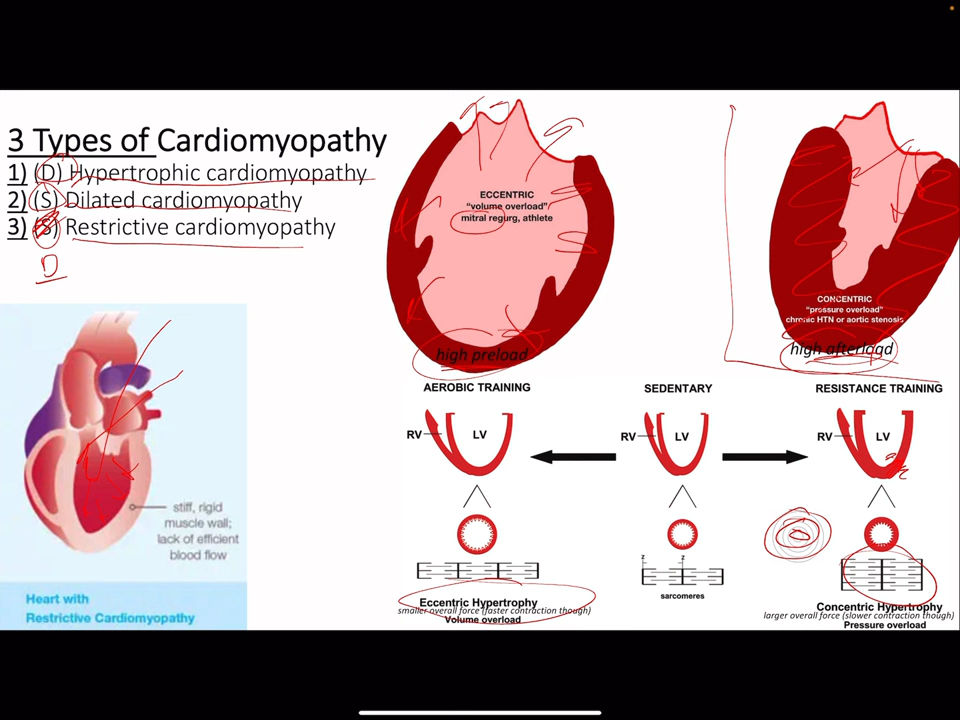 3 Types of Cardiomyopathy
1) (D) Hypertrophic cardiomyopathy
2) (S) Dilated cardiomyopathy
3) (S) Restrictive cardiomyopathy
D
ECCENTRIC
"volume overload"
mitral regurg, athlete
high preload
CONCENTRIC
"pressure overload"
chronic HTN or aortic stenosis
high afterload
stiff, rigid
muscle wall;
lack of efficient
blood flow
Heart with
Restrictive Cardiomyopathy
AEROBIC TRAINING
SEDENTARY
RESISTANCE TRAINING
RV
LV
RV
LV
RV
LV
z
z
sarcomeres
Eccentric Hypertrophy
smaller overall force (faster contraction though)
Volume overload
Concentric Hypertrophy
larger overall force (slower contraction though)
Pressure overload